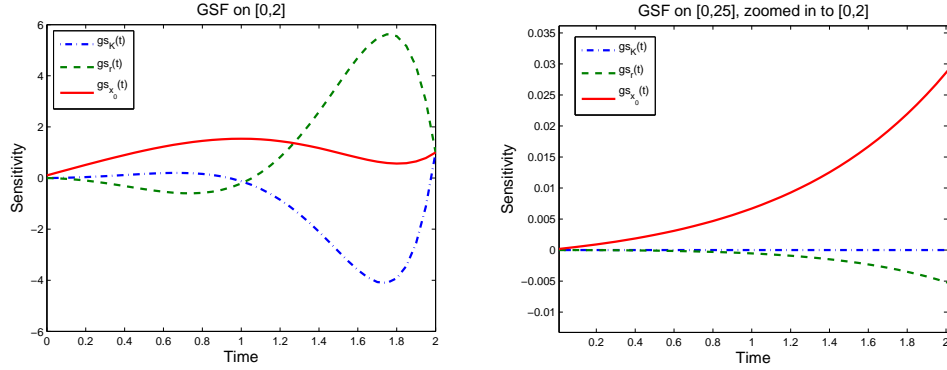 GSF on [0,2]
gs_K(t)
gs_r(t)
gs_x_0(t)
6
4
2
0
-2
-4
-6
Sensitivity
0 0.2 0.4 0.6 0.8 1 1.2 1.4 1.6 1.8 2
Time
GSF on [0,25], zoomed in to [0,2]
gs_K(t)
gs_r(t)
gs_x_0(t)
0.035
0.03
0.025
0.02
0.015
0.01
0.005
0
-0.005
-0.01
Sensitivity
0.2 0.4 0.6 0.8 1 1.2 1.4 1.6 1.8 2
Time